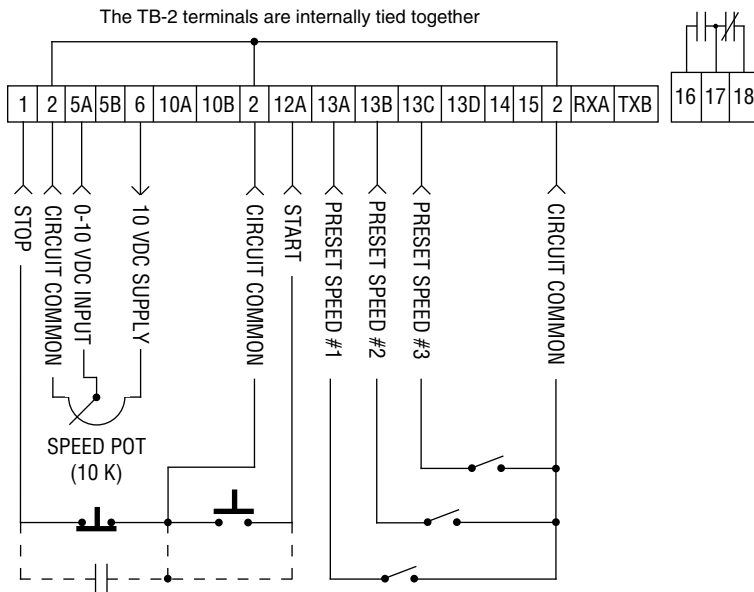 The TB-2 terminals are internally tied together
1 2 5A 5B 6 10A 10B 2 12A 13A 13B 13C 13D 14 15 2 RXA TXB
16 17 18
STOP
CIRCUIT COMMON
0-10 VDC INPUT
10 VDC SUPPLY
CIRCUIT COMMON
START
PRESET SPEED #1
PRESET SPEED #2
PRESET SPEED #3
CIRCUIT COMMON
SPEED POT
(10 K)